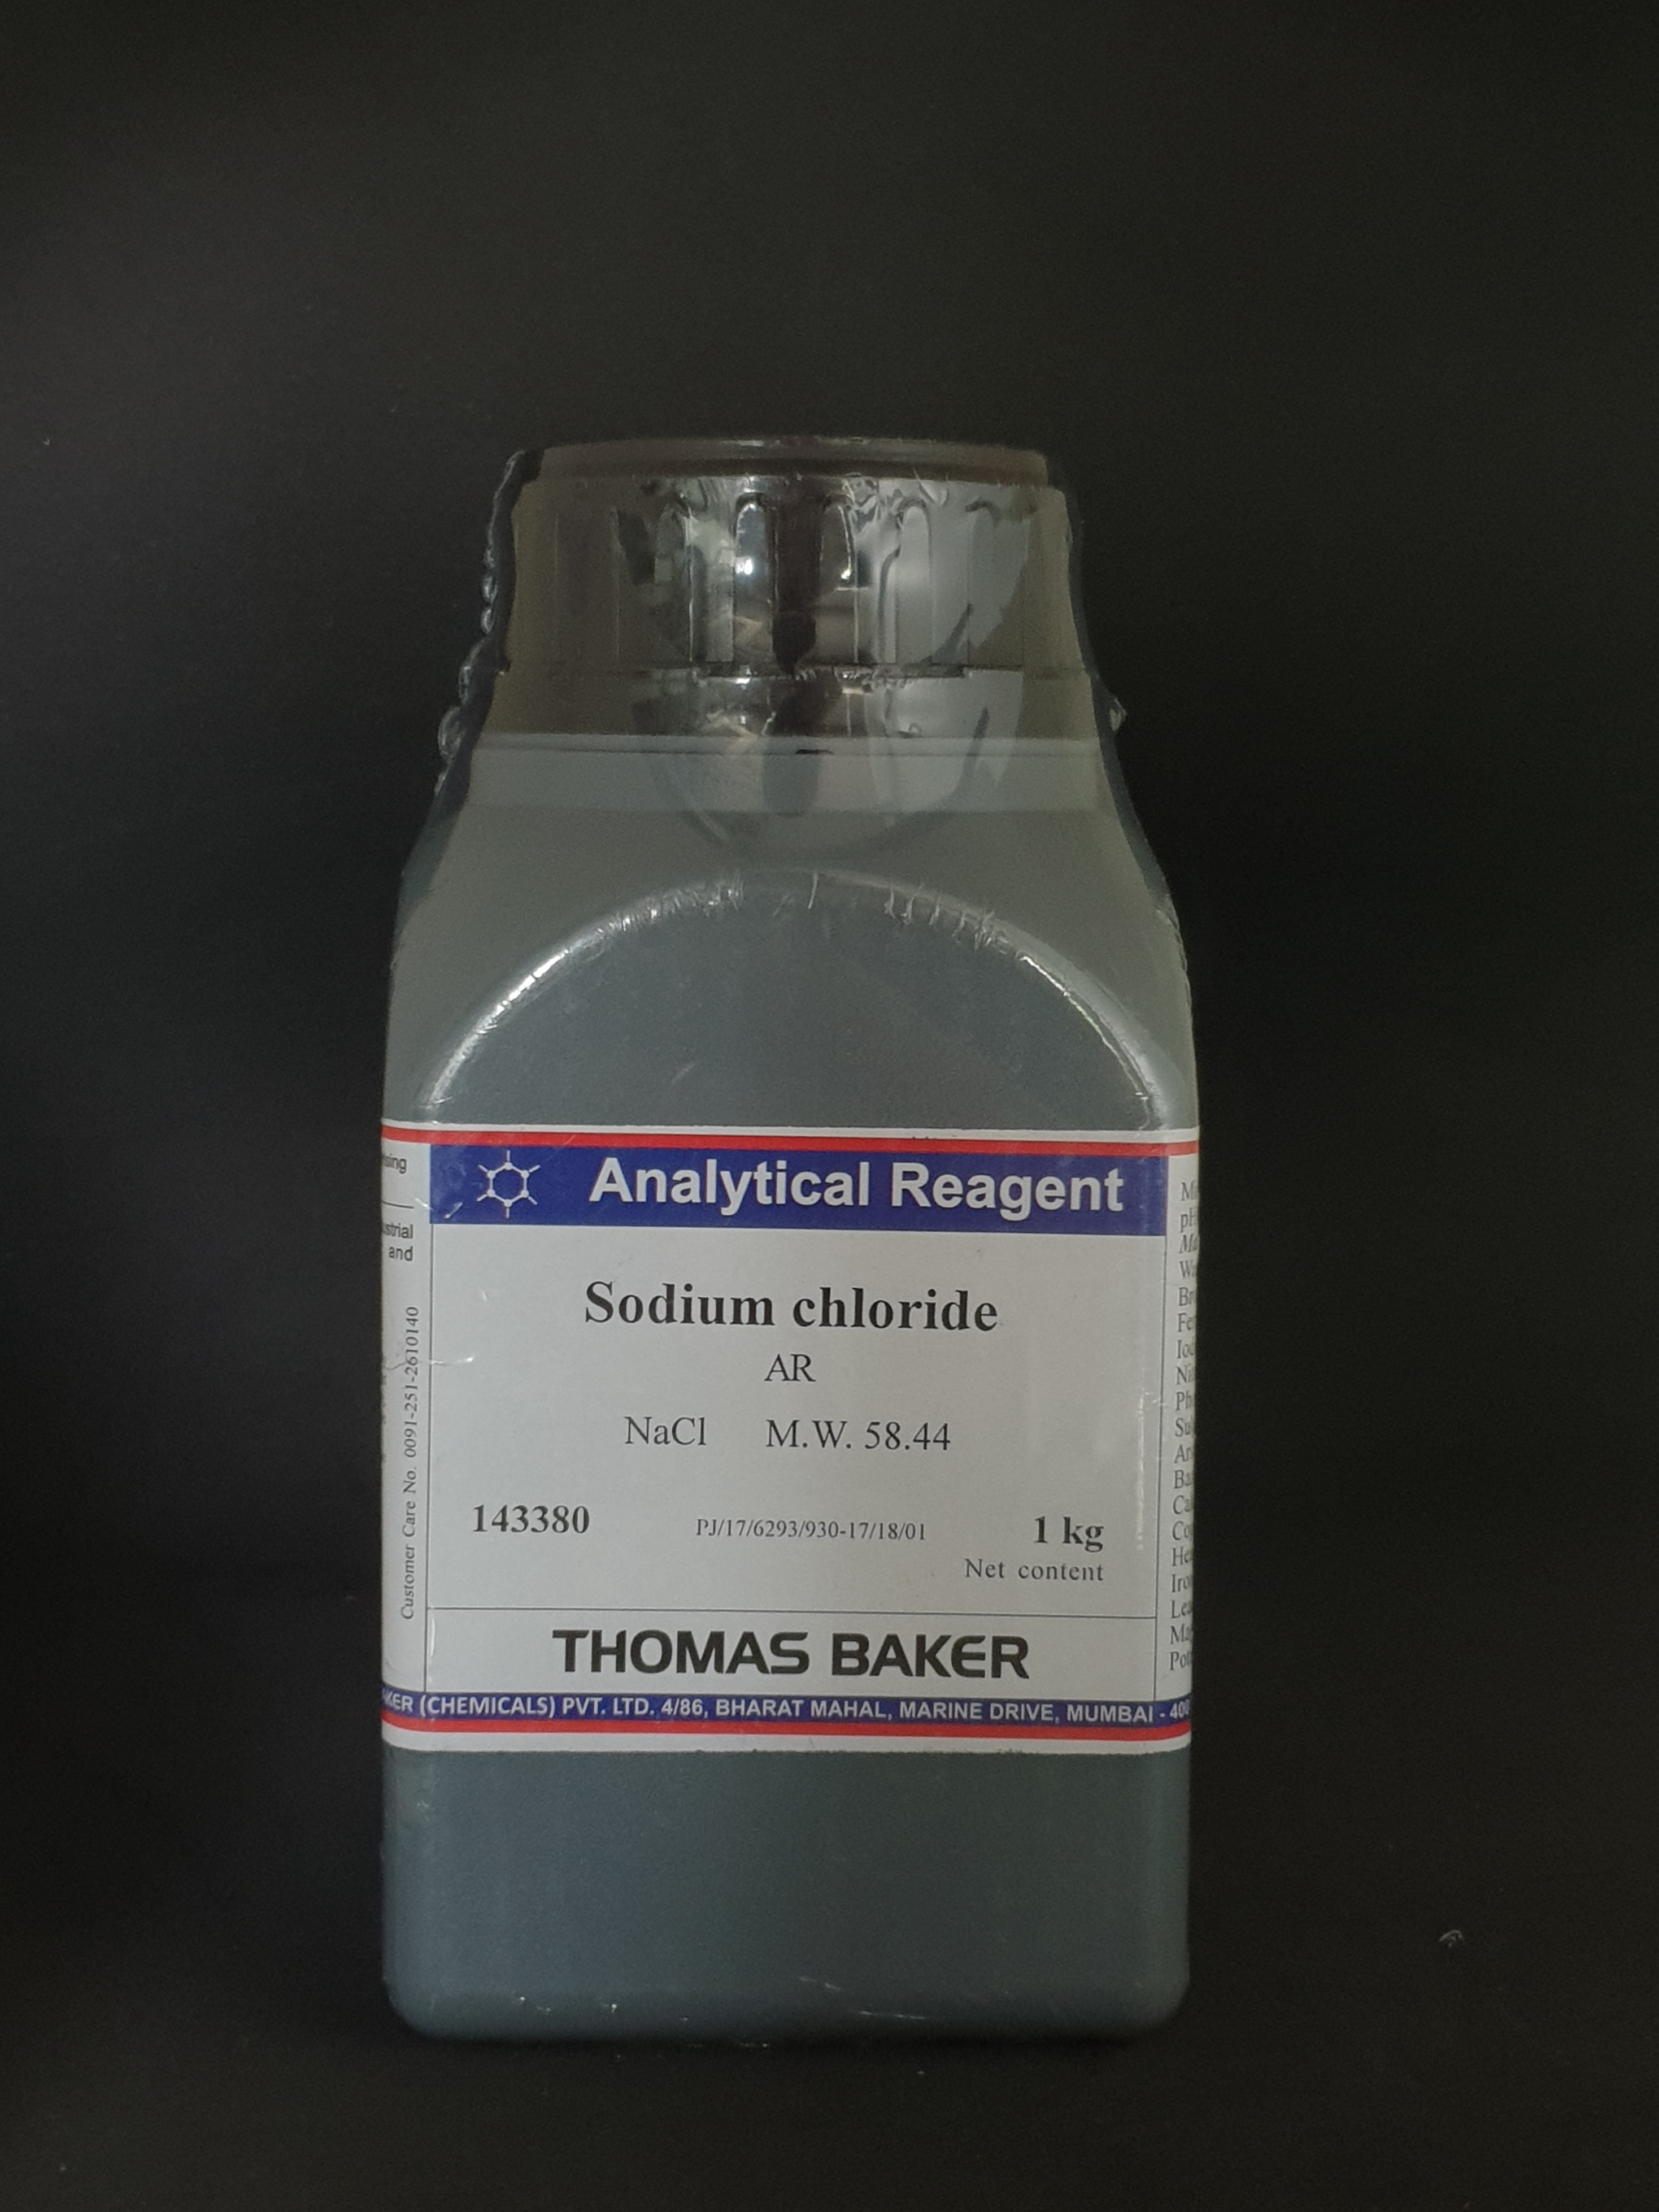 Analytical Reagent
Sodium chloride
AR
NaCl M.W. 58.44
143380 PJ/17/6293/930-17/18/01 1 kg
Net content
THOMAS BAKER
(CHEMICALS) PVT. LTD. 4/86, BHARAT MAHAL, MARINE DRIVE, MUMBAI -
and
Customer Care No. 0091-251-2610140